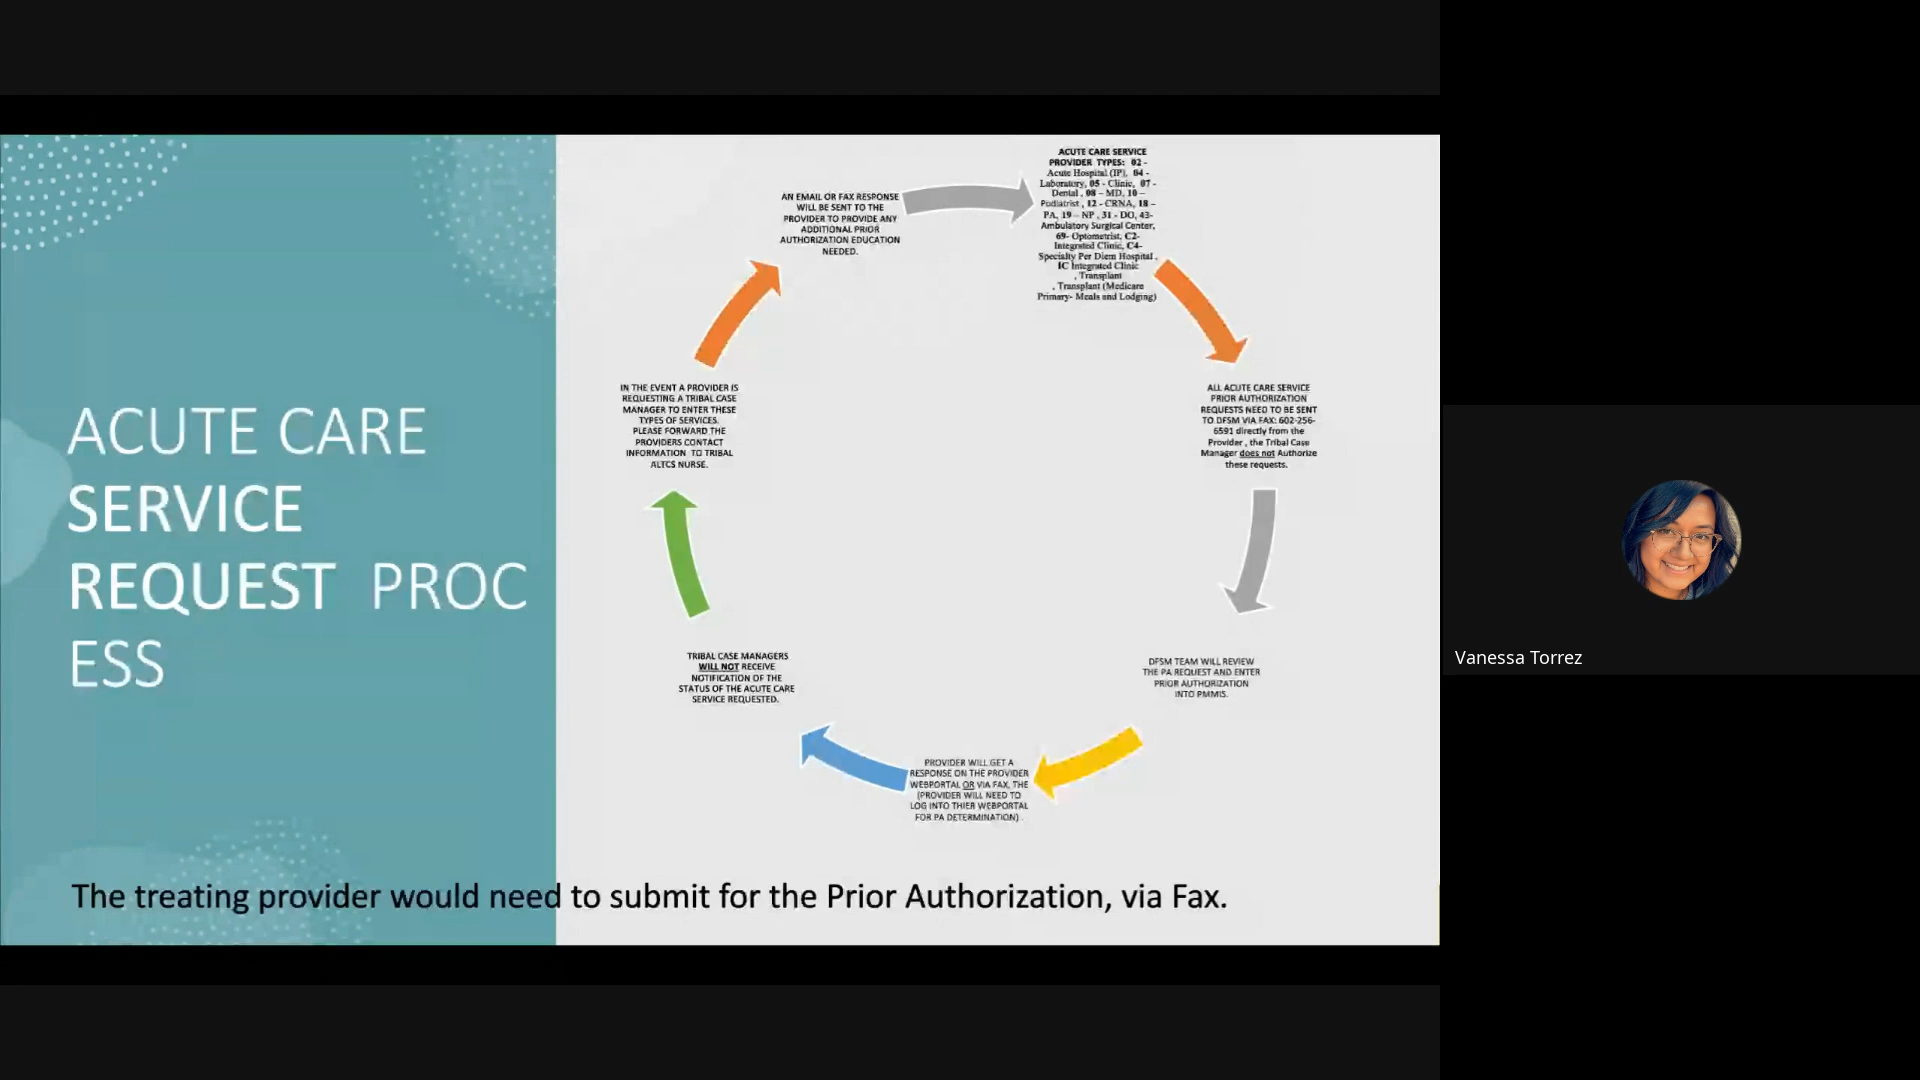 ACUTE CARE
SERVICE
REQUEST PROC
ESS
AN EMAIL OR FAX RESPONSE
WILL BE SENT TO THE
PROVIDER TO PROVIDE ANY
ADDITIONAL PRIOR
AUTHORIZATION EDUCATION
NEEDED.
ACUTE CARE SERVICE
PROVIDER TYPES: 02 -
Acute Hospital (IP), 04 -
Laboratory, 05 - Clinic, 07 -
Dental , 08 – MD, 10 –
Podiatrist , 12 - CRNA, 18 –
PA, 19 – NP , 31 - DO, 43-
Ambulatory Surgical Center,
69- Optometrist, C2-
Integrated Clinic, C4-
Specialty Per Diem Hospital ,
IC Integrated Clinic
, Transplant
, Transplant (Medicare
Primary- Meals and Lodging)
ALL ACUTE CARE SERVICE
PRIOR AUTHORIZATION
REQUESTS NEED TO BE SENT
TO DFSM VIA FAX: 602-256-
6591 directly from the
Provider , the Tribal Case
Manager does not Authorize
these requests.
DFSM TEAM WILL REVIEW
THE PA REQUEST AND ENTER
PRIOR AUTHORIZATION
INTO PMMIS.
PROVIDER WILL GET A
RESPONSE ON THE PROVIDER
WEBPORTAL OR VIA FAX, THE
(PROVIDER WILL NEED TO
LOG INTO THIER WEBPORTAL
FOR PA DETERMINATION) .
TRIBAL CASE MANAGERS
WILL NOT RECEIVE
NOTIFICATION OF THE
STATUS OF THE ACUTE CARE
SERVICE REQUESTED.
IN THE EVENT A PROVIDER IS
REQUESTING A TRIBAL CASE
MANAGER TO ENTER THESE
TYPES OF SERVICES.
PLEASE FORWARD THE
PROVIDERS CONTACT
INFORMATION TO TRIBAL
ALTCS NURSE.
The treating provider would need to submit for the Prior Authorization, via Fax.
Vanessa Torrez